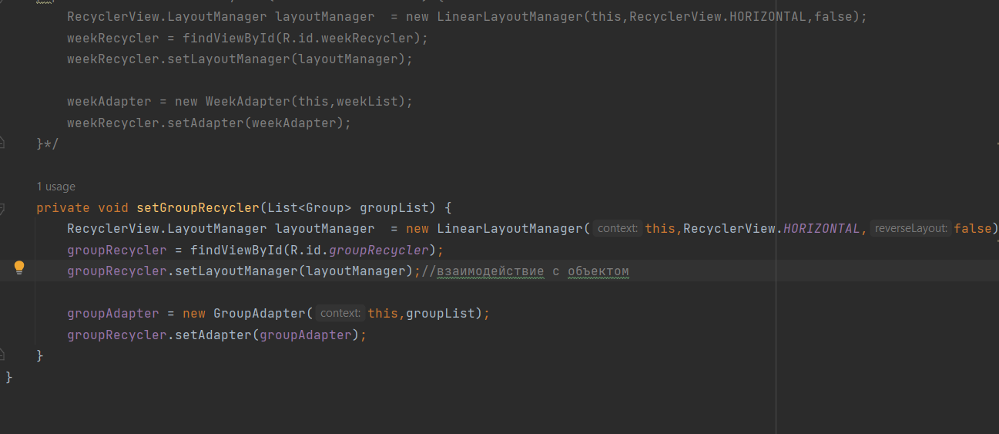 RecyclerView.LayoutManager layoutManager  = new LinearLayoutManager(this,RecyclerView.HORIZONTAL,false);
weekRecycler = findViewById(R.id.weekRecycler);
weekRecycler.setLayoutManager(layoutManager);
weekAdapter = new WeekAdapter(this,weekList);
weekRecycler.setAdapter(weekAdapter);
}*/
1 usage
private void setGroupRecycler(List<Group> groupList) {
RecyclerView.LayoutManager layoutManager  = new LinearLayoutManager( context: this,RecyclerView.HORIZONTAL, reverseLayout: false)
groupRecycler = findViewById(R.id.groupRecycler);
groupRecycler.setLayoutManager(layoutManager);//взаимодействие с объектом
groupAdapter = new GroupAdapter( context: this,groupList);
groupRecycler.setAdapter(groupAdapter);
}
}